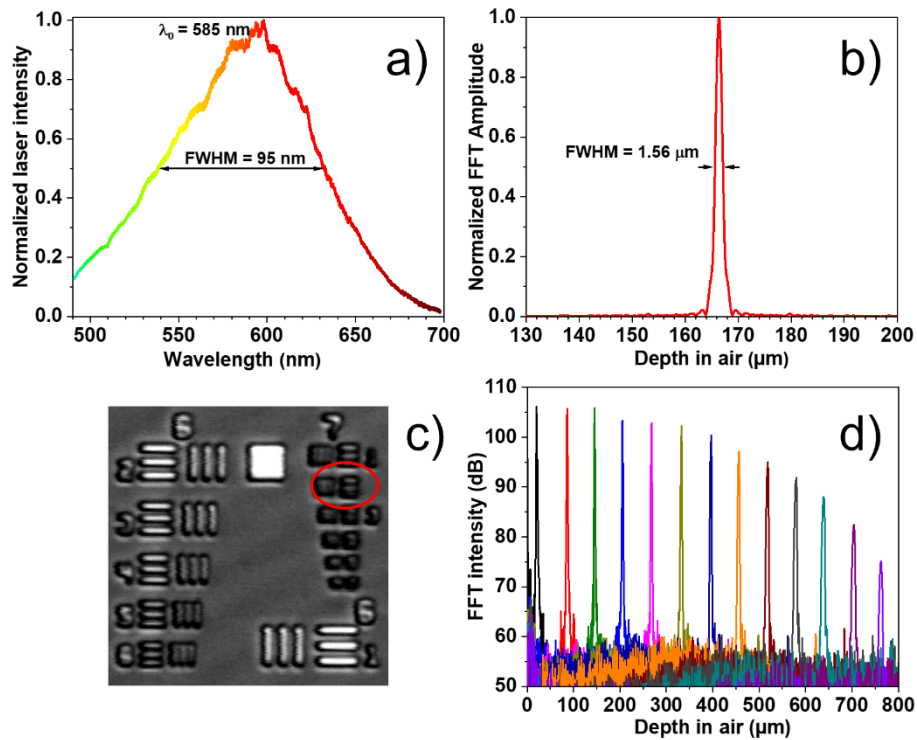 a)
λ₀ = 585 nm
FWHM = 95 nm
Normalized laser intensity
1.0
0.8
0.6
0.4
0.2
0.0
500 550 600 650 700
Wavelength (nm)
b)
FWHM = 1.56 μm
Normalized FFT Amplitude
1.0
0.8
0.6
0.4
0.2
0.0
130 140 150 160 170 180 190 200
Depth in air (μm)
c)
6 7
6
d)
FFT intensity (dB)
110
100
90
80
70
60
50
0 100 200 300 400 500 600 700 800
Depth in air (μm)